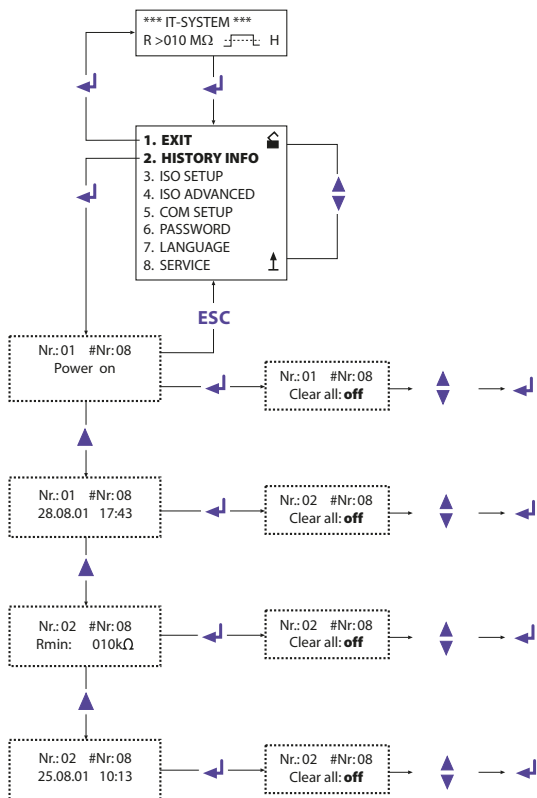 *** IT-SYSTEM ***
R >010 MΩ H
1. EXIT
2. HISTORY INFO
3. ISO SETUP
4. ISO ADVANCED
5. COM SETUP
6. PASSWORD
7. LANGUAGE
8. SERVICE
ESC
Nr.: 01 #Nr: 08
Power on
Nr.: 01 #Nr: 08
Clear all: off
Nr.: 01 #Nr: 08
28.08.01 17:43
Nr.: 02 #Nr: 08
Clear all: off
Nr.: 02 #Nr: 08
Rmin: 010kΩ
Nr.: 02 #Nr: 08
Clear all: off
Nr.: 02 #Nr: 08
25.08.01 10:13
Nr.: 02 #Nr: 08
Clear all: off